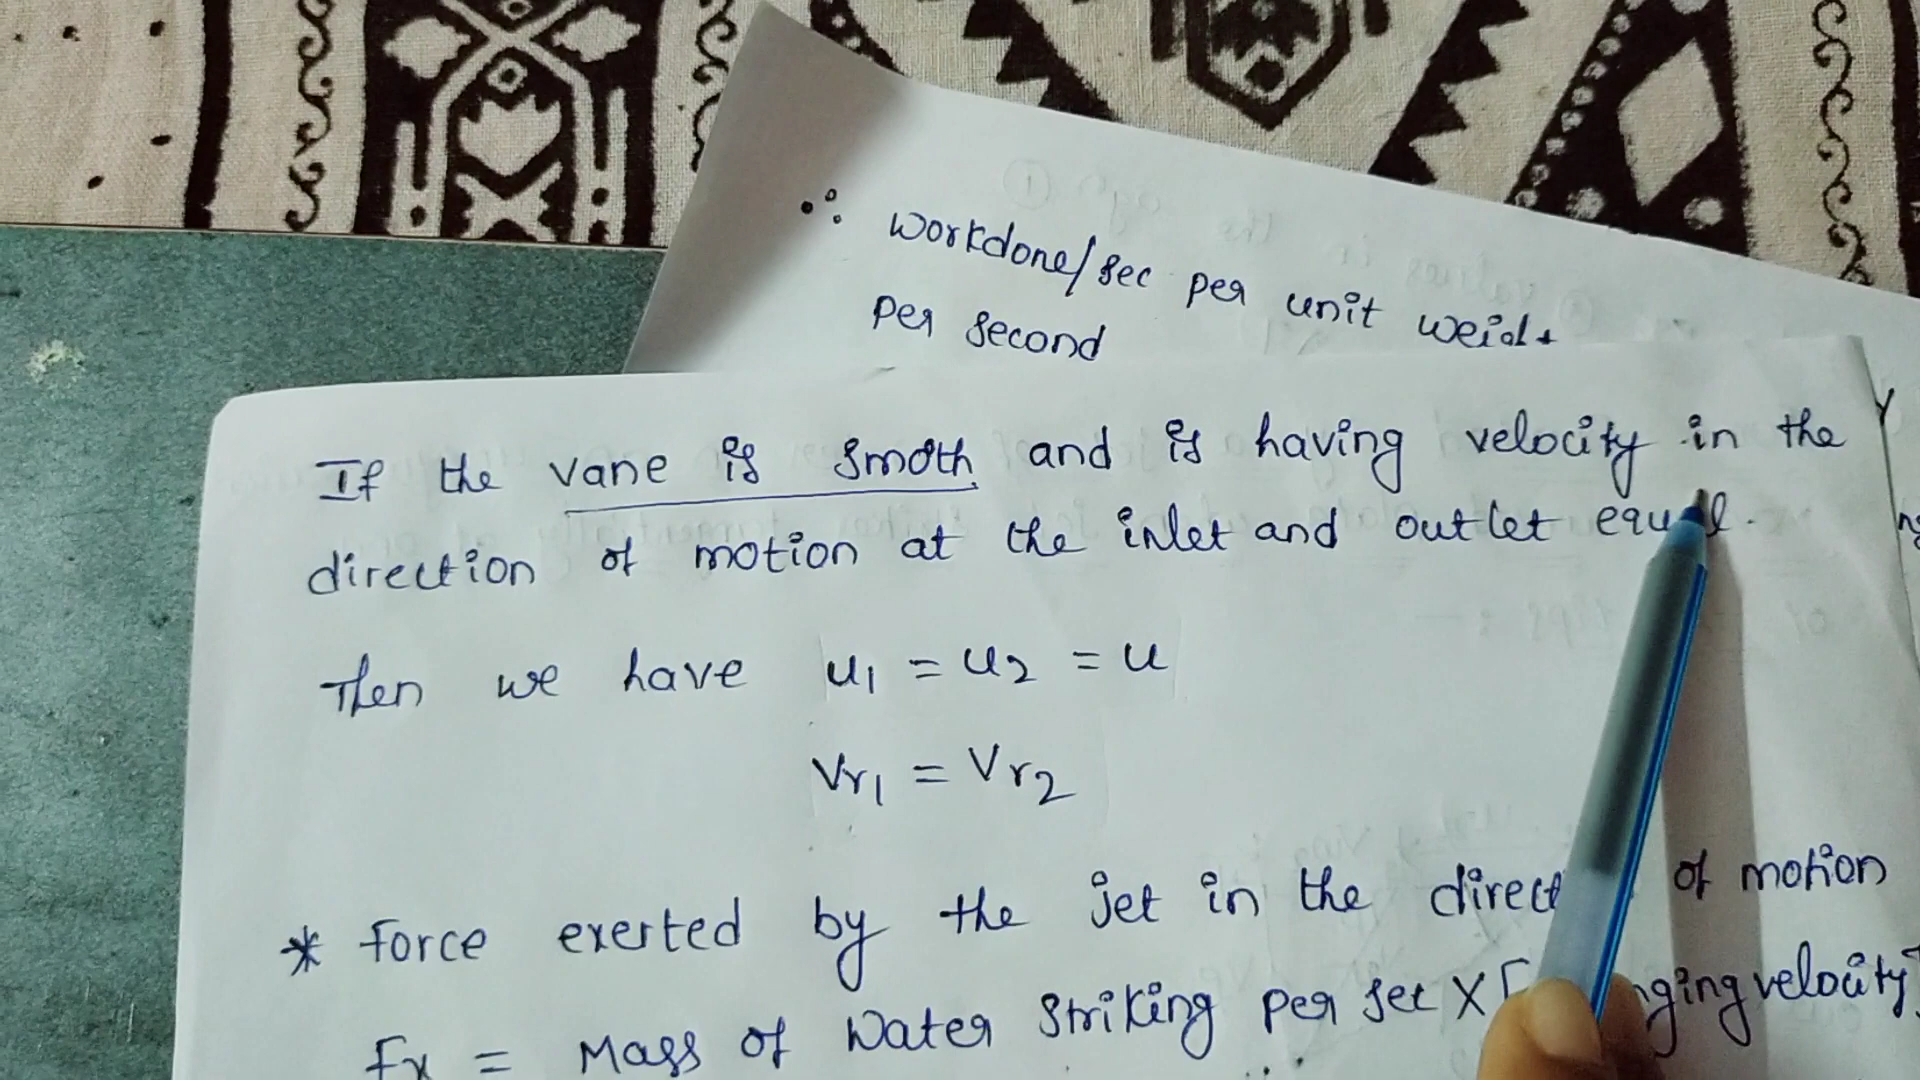 ∴ workdone/sec per unit
per second
If the vane is smoth and is having velocity in the
direction of motion at the inlet and outlet equal.
Then we have u1 = u2 = u
Vr1 = Vr2
* force exerted by the jet in the of motion
Fx = Mass of water striking per sec X [ velocity]